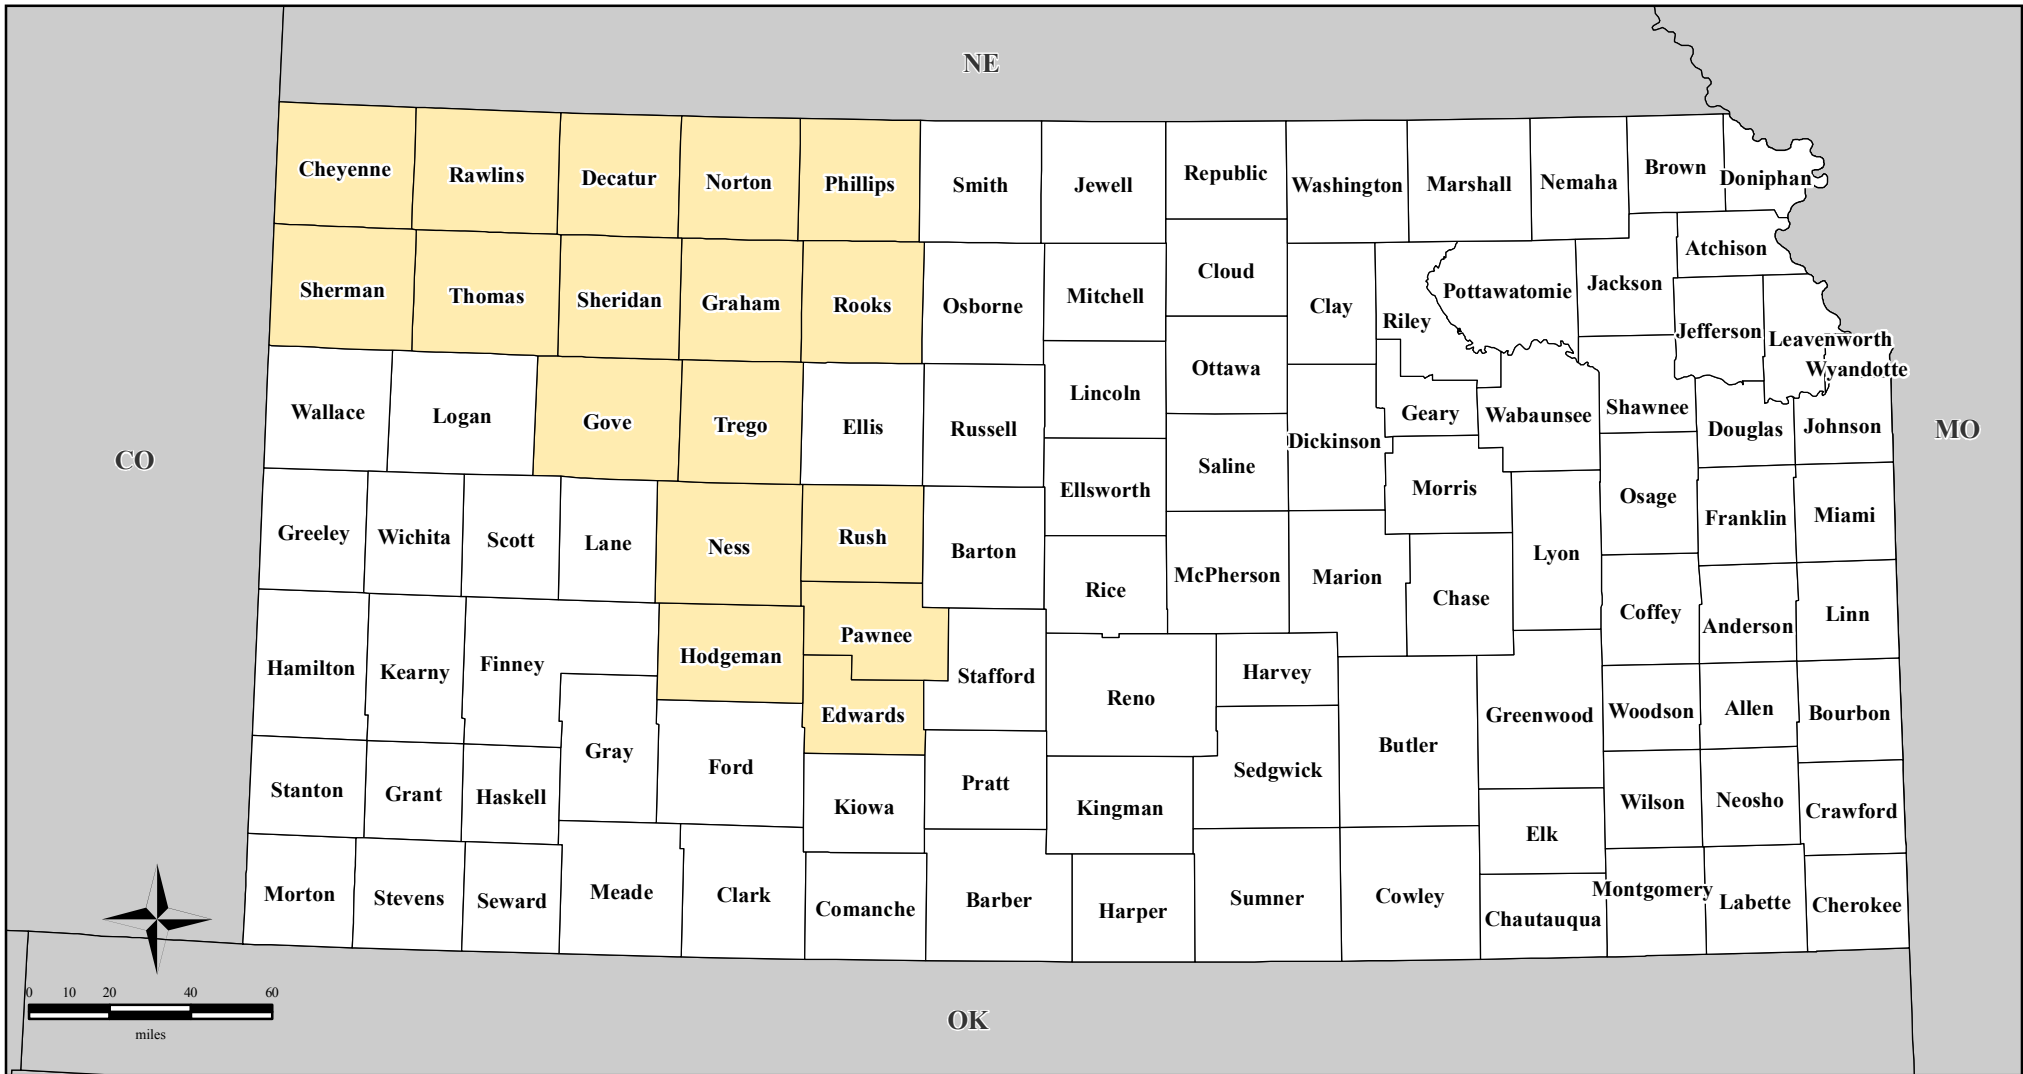 NE
Cheyenne
Rawlins
Decatur
Norton
Phillips
Smith
Jewell
Republic
Washington
Marshall
Nemaha
Brown
Doniphan
Sherman
Thomas
Sheridan
Graham
Rooks
Osborne
Mitchell
Cloud
Clay
Riley
Pottawatomie
Jackson
Atchison
Jefferson
Leavenworth
Wyandotte
Wallace
Logan
Gove
Trego
Ellis
Russell
Lincoln
Ottawa
Dickinson
Geary
Wabaunsee
Shawnee
Douglas
Johnson
CO
MO
Greeley
Wichita
Scott
Lane
Ness
Rush
Barton
Ellsworth
Saline
Morris
Osage
Franklin
Miami
Rice
McPherson
Marion
Chase
Lyon
Coffey
Anderson
Linn
Hamilton
Kearny
Finney
Hodgeman
Pawnee
Stafford
Edwards
Reno
Harvey
Greenwood
Woodson
Allen
Bourbon
Gray
Ford
Butler
Sedgwick
Stanton
Grant
Haskell
Kiowa
Pratt
Kingman
Elk
Wilson
Neosho
Crawford
Morton
Stevens
Seward
Meade
Clark
Comanche
Barber
Harper
Sumner
Cowley
Chautauqua
Montgomery
Labette
Cherokee
0 10 20 40 60
miles
OK